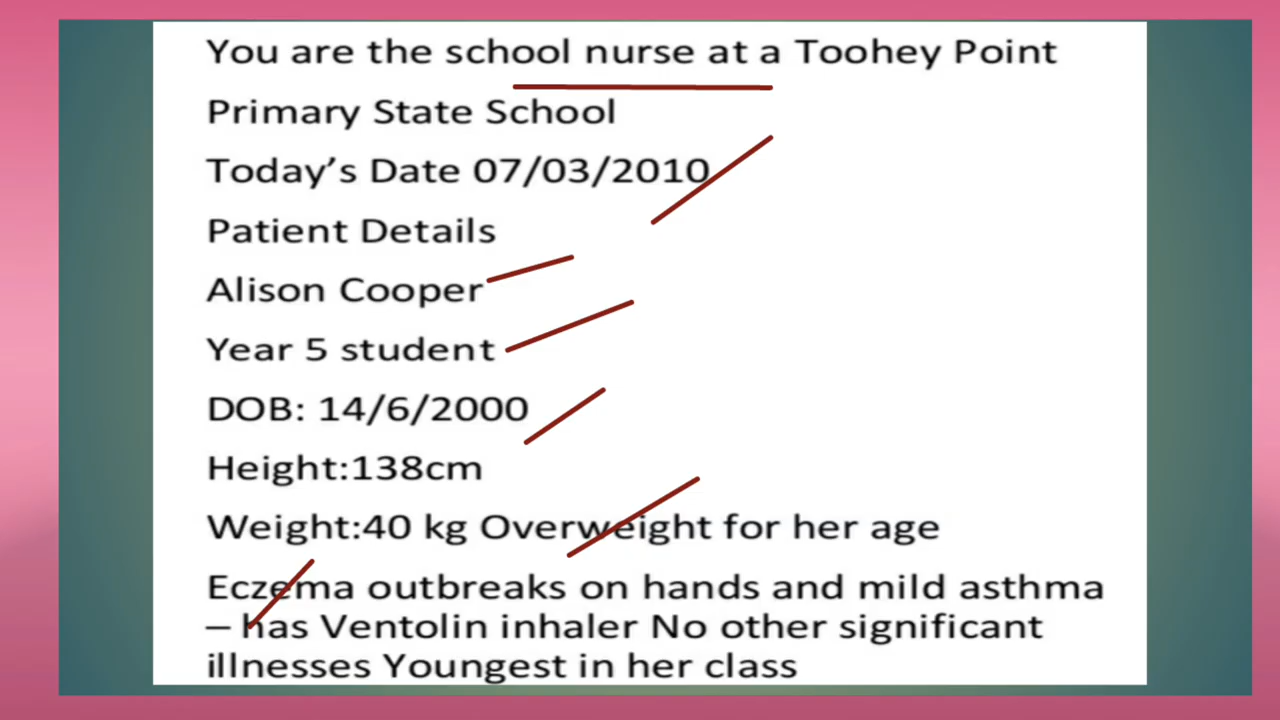 You are the school nurse at a Toohey Point
Primary State School
Today's Date 07/03/2010
Patient Details
Alison Cooper
Year 5 student
DOB: 14/6/2000
Height:138cm
Weight:40 kg Overweight for her age
Eczema outbreaks on hands and mild asthma
– has Ventolin inhaler No other significant
illnesses Youngest in her class